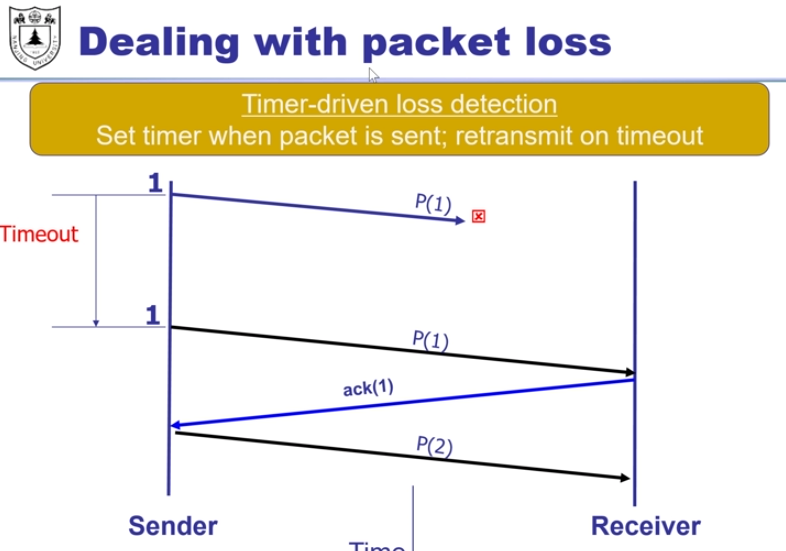 Dealing with packet loss
Timer-driven loss detection
Set timer when packet is sent; retransmit on timeout
1
P(1)
Timeout
1
P(1)
ack(1)
P(2)
Sender
Receiver
Time